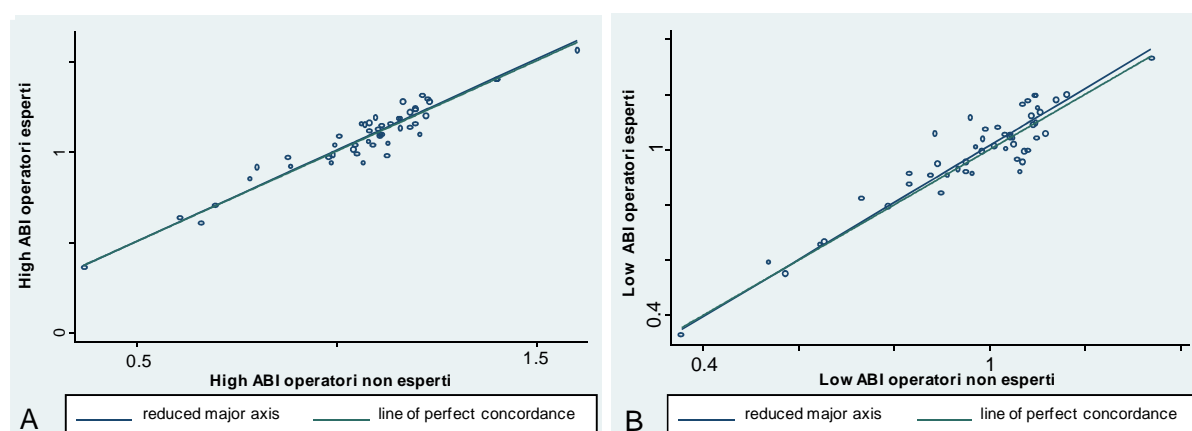 High ABI operatori esperti
1
0
0.5
1.5
High ABI operatori non esperti
A
reduced major axis
line of perfect concordance
Low ABI operatori esperti
1
0.4
0.4
1
Low ABI operatori non esperti
B
reduced major axis
line of perfect concordance